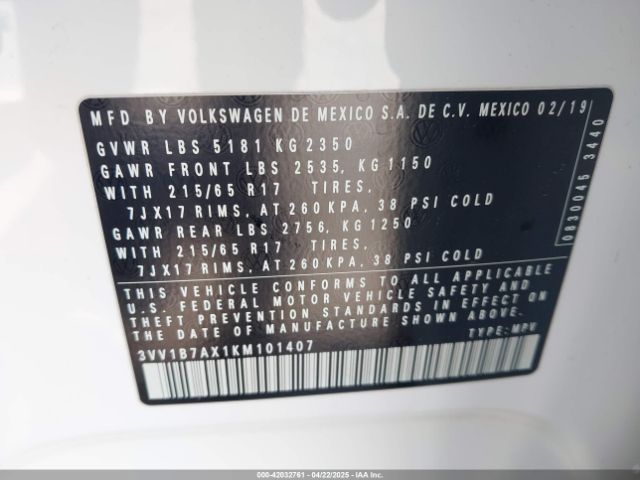 MFD BY VOLKSWAGEN DE MEXICO S.A. DE C.V. MEXICO 02/19
GVWR LBS 5181 KG 2350
GAWR FRONT LBS 2535, KG 1150
WITH 215/65 R17 TIRES,
7JX17 RIMS, AT 260 KPA, 38 PSI COLD
GAWR REAR LBS 2756, KG 1250
WITH 215/65 R17 TIRES,
7JX17 RIMS, AT 260 KPA, 38 PSI COLD
THIS VEHICLE CONFORMS TO ALL APPLICABLE
U.S. FEDERAL MOTOR VEHICLE SAFETY AND
THEFT PREVENTION STANDARDS IN EFFECT ON
THE DATE OF MANUFACTURE SHOWN ABOVE
3VV1B7AX1KM101407 TYPE: MPV
0830045 3440
000-42032761 - 04/22/2025 - IAAI Inc.